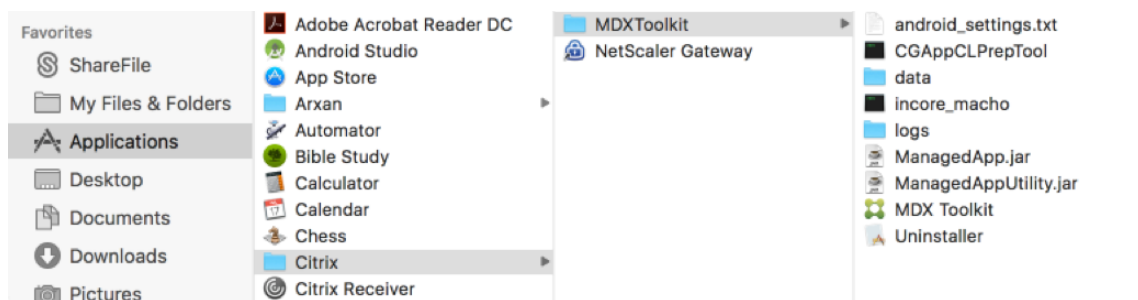 Favorites
ShareFile
My Files & Folders
Applications
Desktop
Documents
Downloads
Pictures
Adobe Acrobat Reader DC
Android Studio
App Store
Arxan
Automator
Bible Study
Calculator
Calendar
Chess
Citrix
Citrix Receiver
MDXToolkit
NetScaler Gateway
android_settings.txt
CGAppCLPrepTool
data
incore_macho
logs
ManagedApp.jar
ManagedAppUtility.jar
MDX Toolkit
Uninstaller